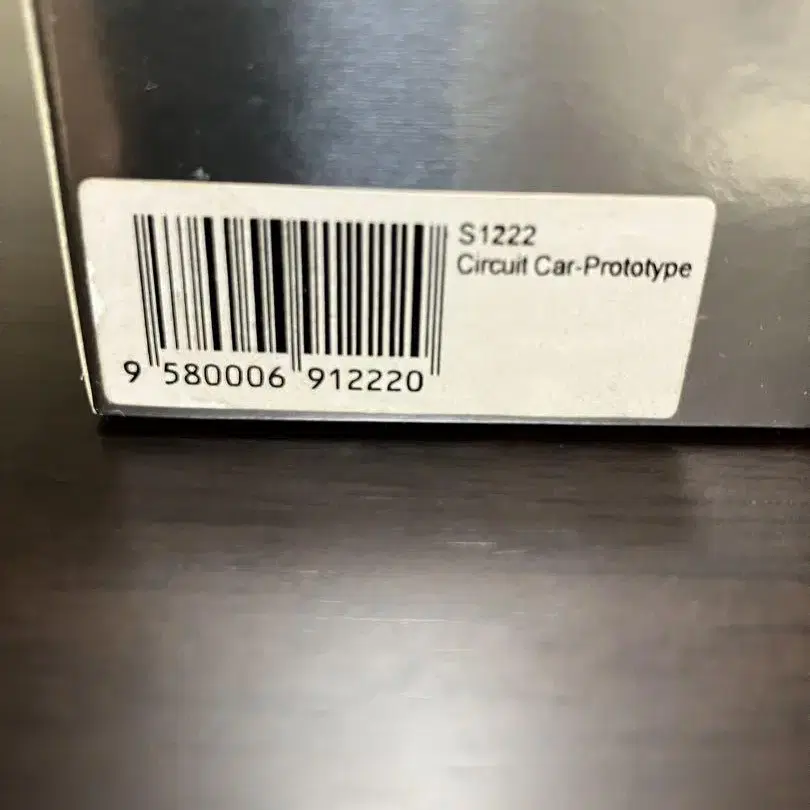 S1222
Circuit Car-Prototype
9 580006 912220